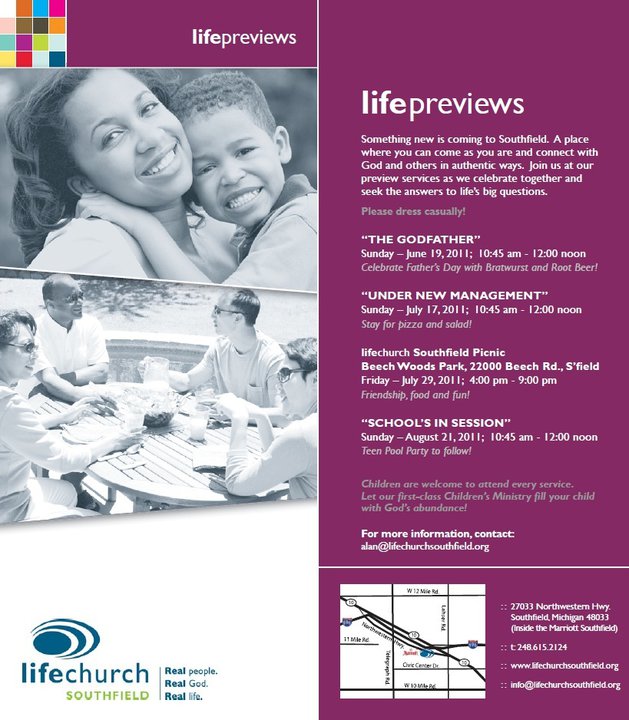 lifepreviews
lifepreviews
Something new is coming to Southfield. A place
where you can come as you are and connect with
God and others in authentic ways. Join us at our
preview services as we celebrate together and
seek the answers to life's big questions.
Please dress casually!
“THE GODFATHER”
Sunday – June 19, 2011; 10:45 am - 12:00 noon
Celebrate Father's Day with Bratwurst and Root Beer!
“UNDER NEW MANAGEMENT”
Sunday – July 17, 2011; 10:45 am - 12:00 noon
Stay for pizza and salad!
lifechurch Southfield Picnic
Beech Woods Park, 22000 Beech Rd., S'field
Friday – July 29, 2011; 4:00 pm - 9:00 pm
Friendship, food and fun!
“SCHOOL'S IN SESSION”
Sunday – August 21, 2011; 10:45 am - 12:00 noon
Teen Pool Party to follow!
Children are welcome to attend every service.
Let our first-class Children's Ministry fill your child
with God's abundance!
For more information, contact:
alan@lifechurchsouthfield.org
lifechurch
SOUTHFIELD
Real people.
Real God.
Real life.
W 12 Mile Rd.
Lahser Rd.
Northwestern Hwy.
11 Mile Rd.
Telegraph Rd.
Marriott
Civic Center Dr.
W 10 Mile Rd.
10
10
:: 27033 Northwestern Hwy.
Southfield, Michigan 48033
(Inside the Marriott Southfield)
:: t: 248.615.2124
:: www.lifechurchsouthfield.org
:: info@lifechurchsouthfield.org